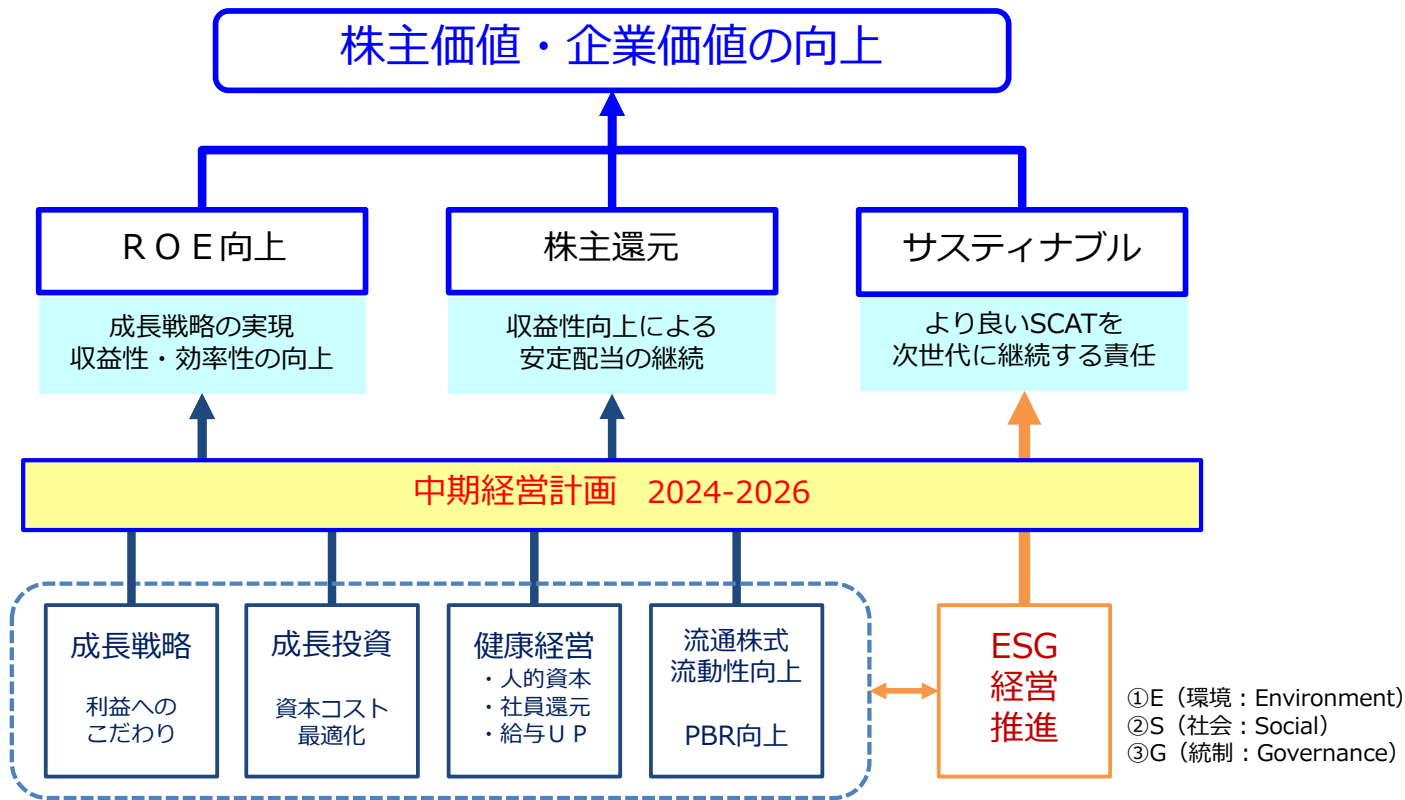 株主価値・企業価値の向上
ＲＯＥ向上
成長戦略の実現
収益性・効率性の向上
株主還元
収益性向上による
安定配当の継続
サスティナブル
より良いSCATを
次世代に継続する責任
中期経営計画　2024-2026
成長戦略
利益への
こだわり
成長投資
資本コスト
最適化
健康経営
・人的資本
・社員還元
・給与ＵＰ
流通株式
流動性向上
PBR向上
ESG
経営
推進
①E（環境：Environment）
②S（社会：Social）
③G（統制：Governance）